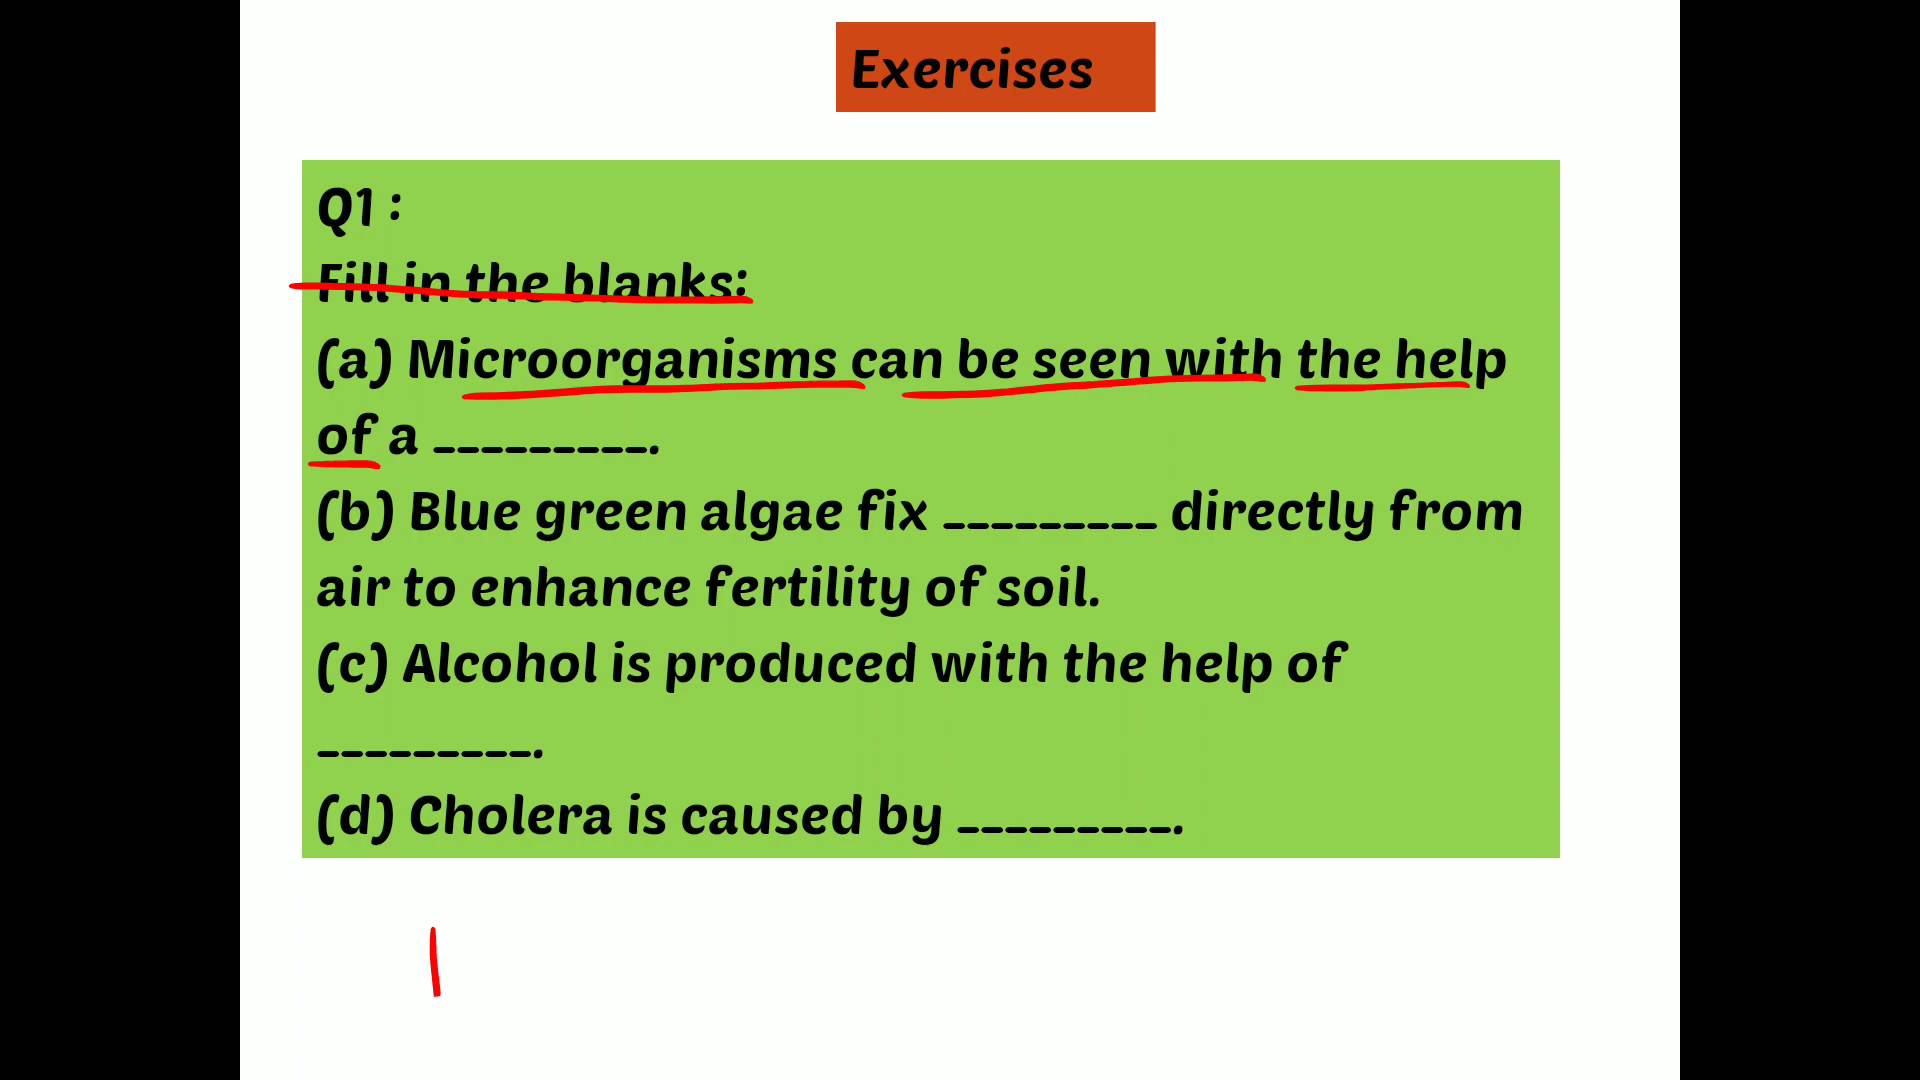 Exercises
Q1 :
Fill in the blanks:
(a) Microorganisms can be seen with the help
of a _________.
(b) Blue green algae fix _________ directly from
air to enhance fertility of soil.
(c) Alcohol is produced with the help of
_________.
(d) Cholera is caused by _________.